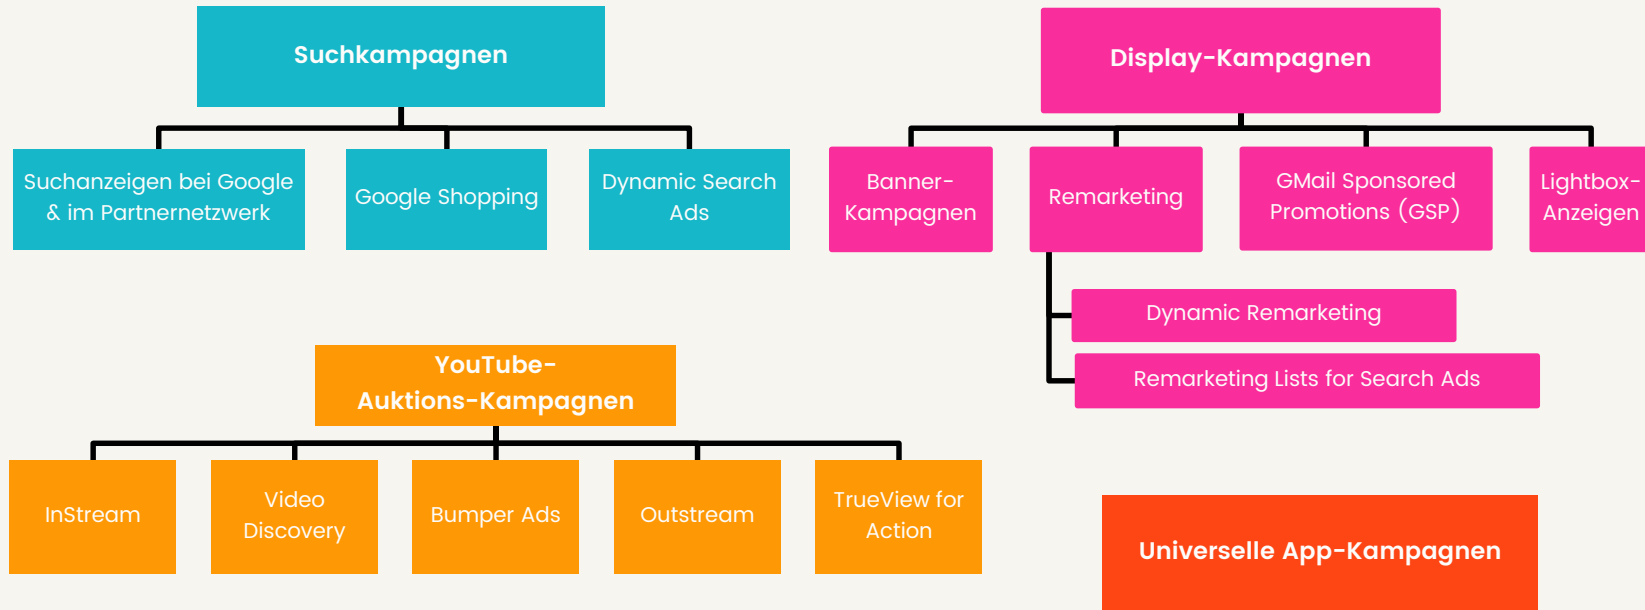 Suchkampagnen
Suchanzeigen bei Google
& im Partnernetzwerk
Google Shopping
Dynamic Search
Ads
Display-Kampagnen
Banner-
Kampagnen
Remarketing
GMail Sponsored
Promotions (GSP)
Lightbox-
Anzeigen
Dynamic Remarketing
Remarketing Lists for Search Ads
YouTube-
Auktions-Kampagnen
InStream
Video
Discovery
Bumper Ads
Outstream
TrueView for
Action
Universelle App-Kampagnen